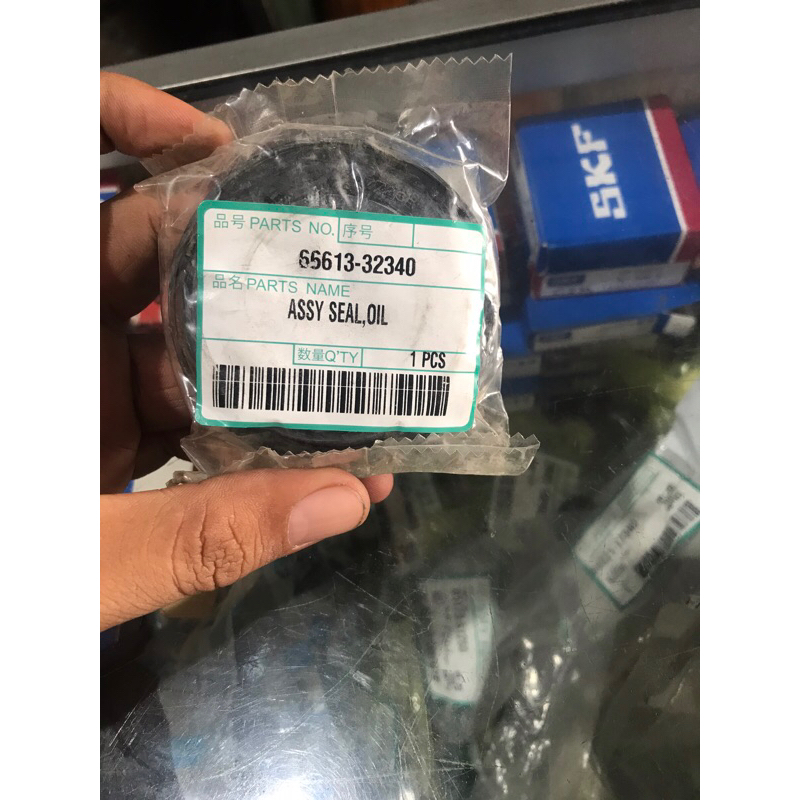 品号 PARTS NO. 序号
66613-32340
品名 PARTS NAME
ASSY SEAL,OIL
数量Q'TY 1 PCS
SKF